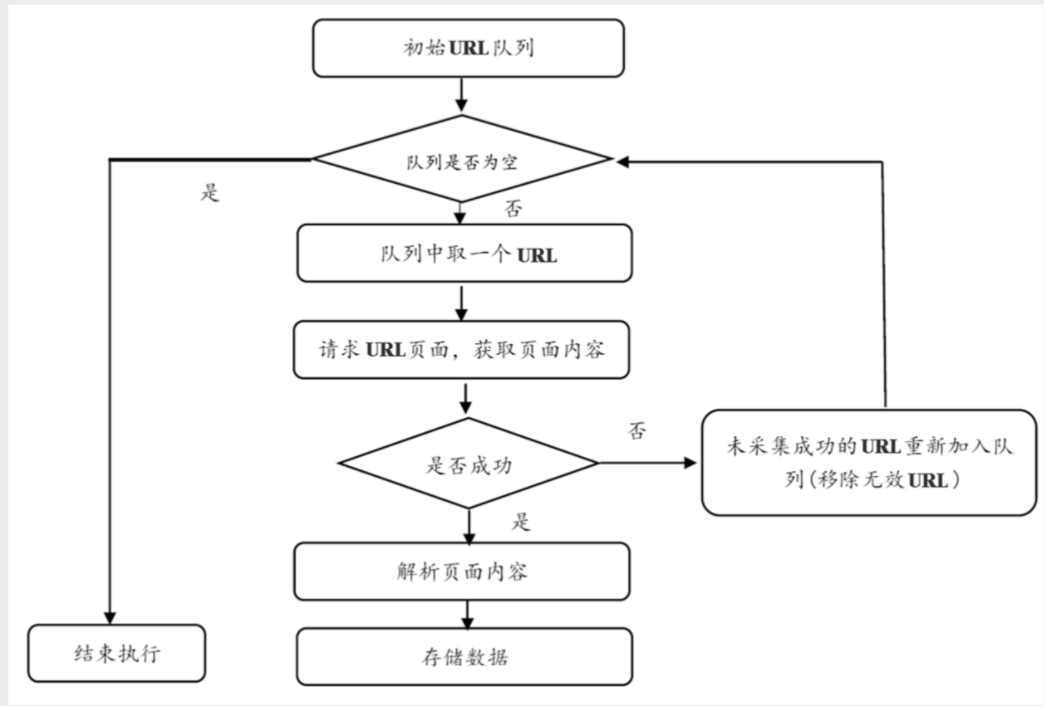 初始URL队列
队列是否为空
是
否
队列中取一个 URL
请求 URL页面，获取页面内容
是否成功
否
未采集成功的URL重新加入队
列(移除无效URL)
是
解析页面内容
结束执行
存储数据